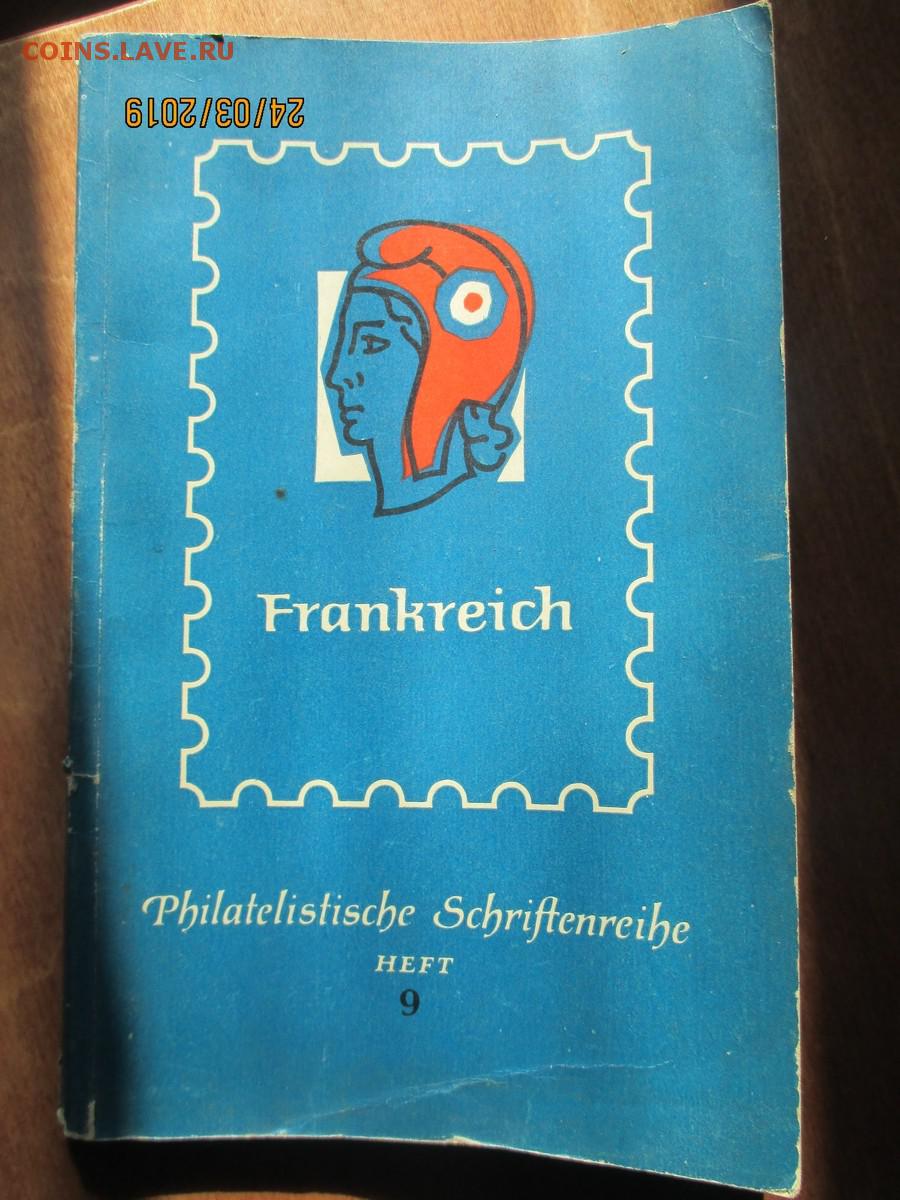 COINS.LAVE.RU
24/03/2019
Frankreich
Philatelistische Schriftenreihe
HEFT
9